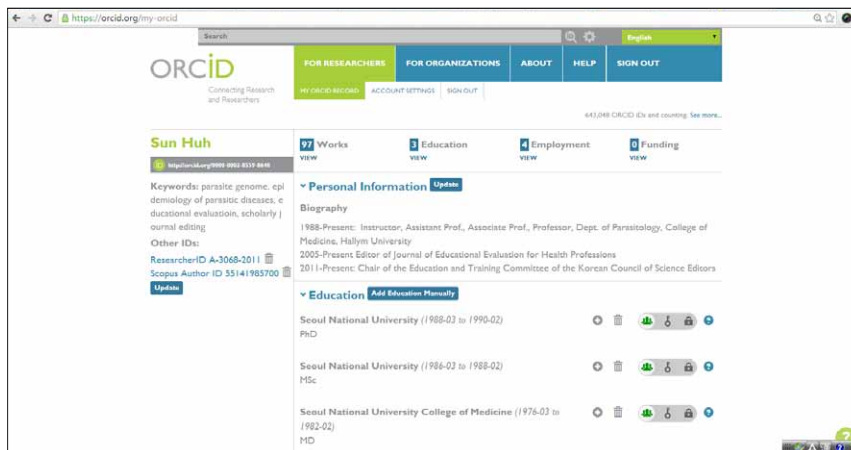 https://orcid.org/my-orcid
Search
English
ORCID
Connecting Research
and Researchers
FOR RESEARCHERS FOR ORGANIZATIONS ABOUT HELP SIGN OUT
MY ORCID RECORD ACCOUNT SETTINGS SIGN OUT
643,048 ORCID iDs and counting. See more...
Sun Huh
Keywords: parasite genome, epi
demiology of parasitic diseases, e
ducational evaluatioin, scholarly j
ournal editing
Other IDs:
ResearcherID A-3068-2011
Scopus Author ID 55141985700
Update
97 Works 3 Education 4 Employment 0 Funding
VIEW VIEW VIEW VIEW
Personal Information Update
Biography
1988-Present: Instructor, Assistant Prof., Associate Prof., Professor, Dept. of Parasitology, College of
Medicine, Hallym University
2005-Present Editor of Journal of Educational Evaluation for Health Professions
2011-Present: Chair of the Education and Training Committee of the Korean Council of Science Editors
Education Add Education Manually
Seoul National University (1988-03 to 1990-02)
PhD
Seoul National University (1986-03 to 1988-02)
MSc
Seoul National University College of Medicine (1976-03 to
1982-02)
MD